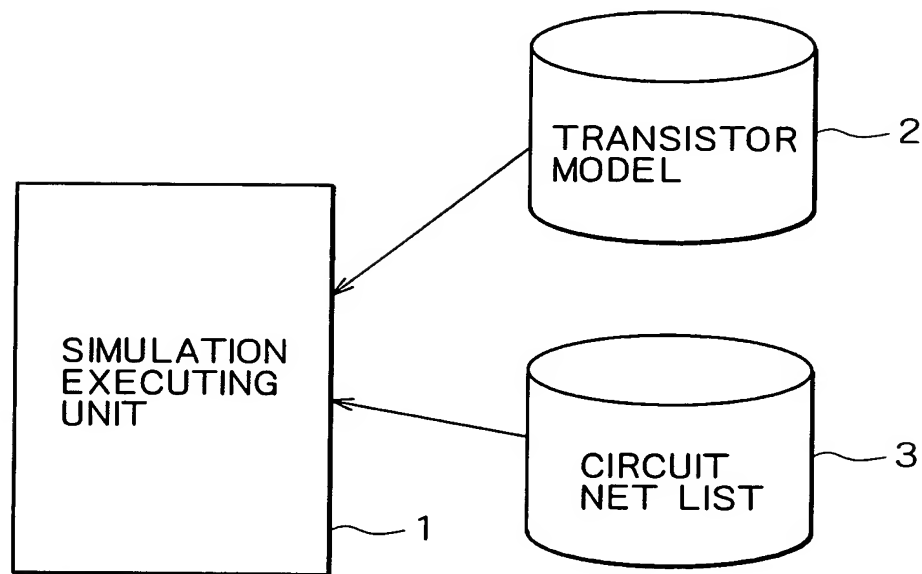 TRANSISTOR
MODEL
2
SIMULATION
EXECUTING
UNIT
1
CIRCUIT
NET LIST
3